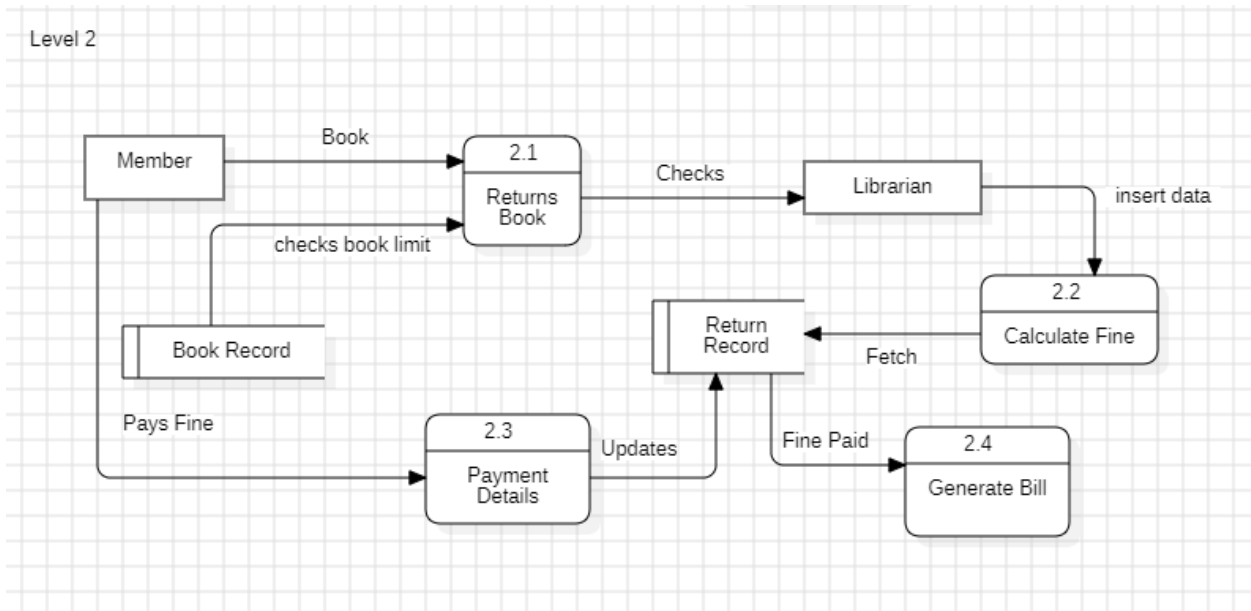 Level 2
Member
Book
2.1
Returns
Book
Checks
Librarian
insert data
checks book limit
2.2
Calculate Fine
Return
Record
Fetch
Book Record
Pays Fine
2.3
Payment
Details
Updates
Fine Paid
2.4
Generate Bill